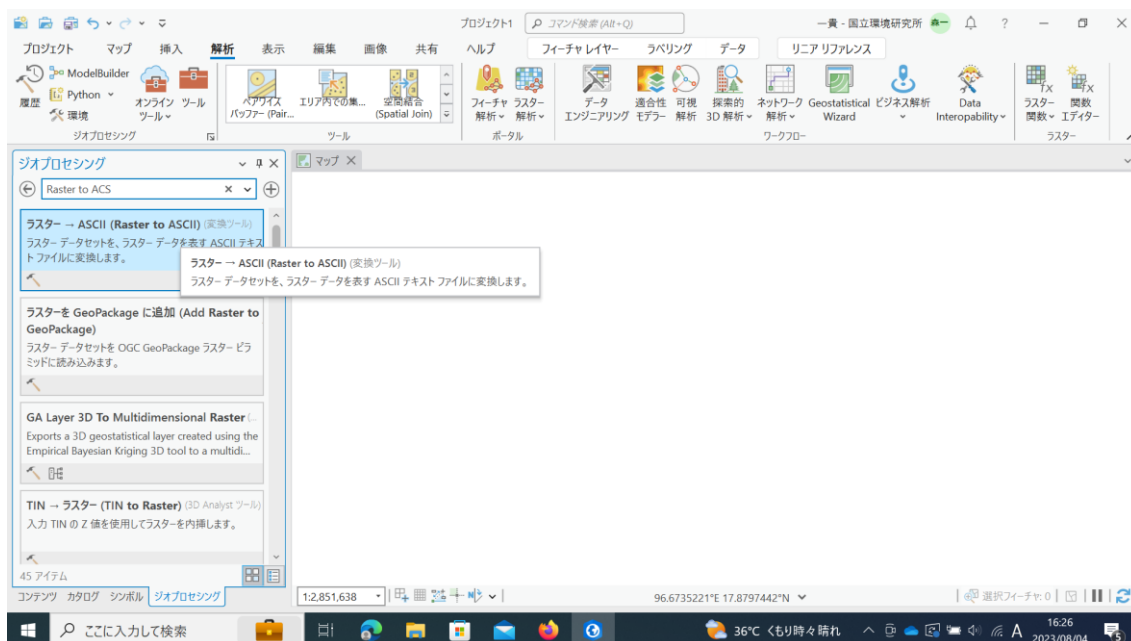 プロジェクト1
コマンド検索 (Alt+Q)
一貴 - 国立環境研究所
?
プロジェクト マップ 挿入 解析 表示 編集 画像 共有 ヘルプ フィーチャ レイヤー ラベリング データ リニア リファレンス
履歴
ModelBuilder
Python
環境
オンライン ツール
ツール
ペアワイズ バッファー (Pair...
エリア内での集...
空間結合 (Spatial Join)
フィーチャ 解析
ラスター 解析
データ エンジニアリング
適合性 モデラー
可視 解析
探索的 3D 解析
ネットワーク 解析
Geostatistical Wizard
ビジネス解析
Data Interoperability
ラスター 関数
関数 エディター
ジオプロセシング ツール ポータル ワークフロー ラスター
ジオプロセシング
マップ
Raster to ACS
ラスター → ASCII (Raster to ASCII) (変換ツール)
ラスター データセットを、ラスター データを表す ASCII テキス
ト ファイルに変換します。
ラスター → ASCII (Raster to ASCII) (変換ツール)
ラスター データセットを、ラスター データを表す ASCII テキスト ファイルに変換します。
ラスターを GeoPackage に追加 (Add Raster to
GeoPackage)
ラスター データセットを OGC GeoPackage ラスター ピラ
ミッドに読み込みます。
GA Layer 3D To Multidimensional Raster (...
Exports a 3D geostatistical layer created using the
Empirical Bayesian Kriging 3D tool to a multidi...
TIN → ラスター (TIN to Raster) (3D Analyst ツール)
入力 TIN の Z 値を使用してラスターを内挿します。
45 アイテム
コンテンツ カタログ シンボル ジオプロセシング
1:2,851,638
96.6735221°E 17.8797442°N
選択フィーチャ: 0
ここに入力して検索
36°C くもり時々晴れ
A
16:26
2023/08/04
5